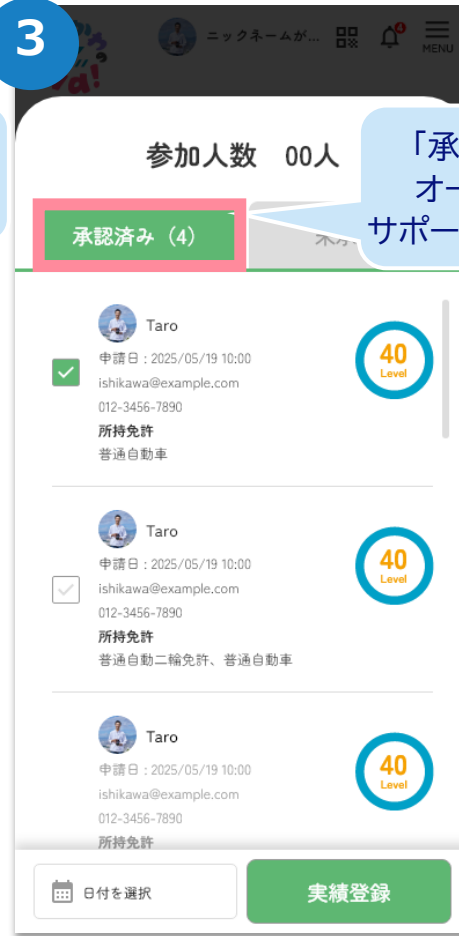 3
ニックネームが...
MENU
参加人数 00人
「承
オー
サポー
承認済み（4）
Taro
申請日：2025/05/19 10:00
ishikawa@example.com
012-3456-7890
所持免許
普通自動車
40
Level
Taro
申請日：2025/05/19 10:00
ishikawa@example.com
012-3456-7890
所持免許
普通自動二輪免許、普通自動車
40
Level
Taro
申請日：2025/05/19 10:00
ishikawa@example.com
012-3456-7890
所持免許
40
Level
日付を選択
実績登録